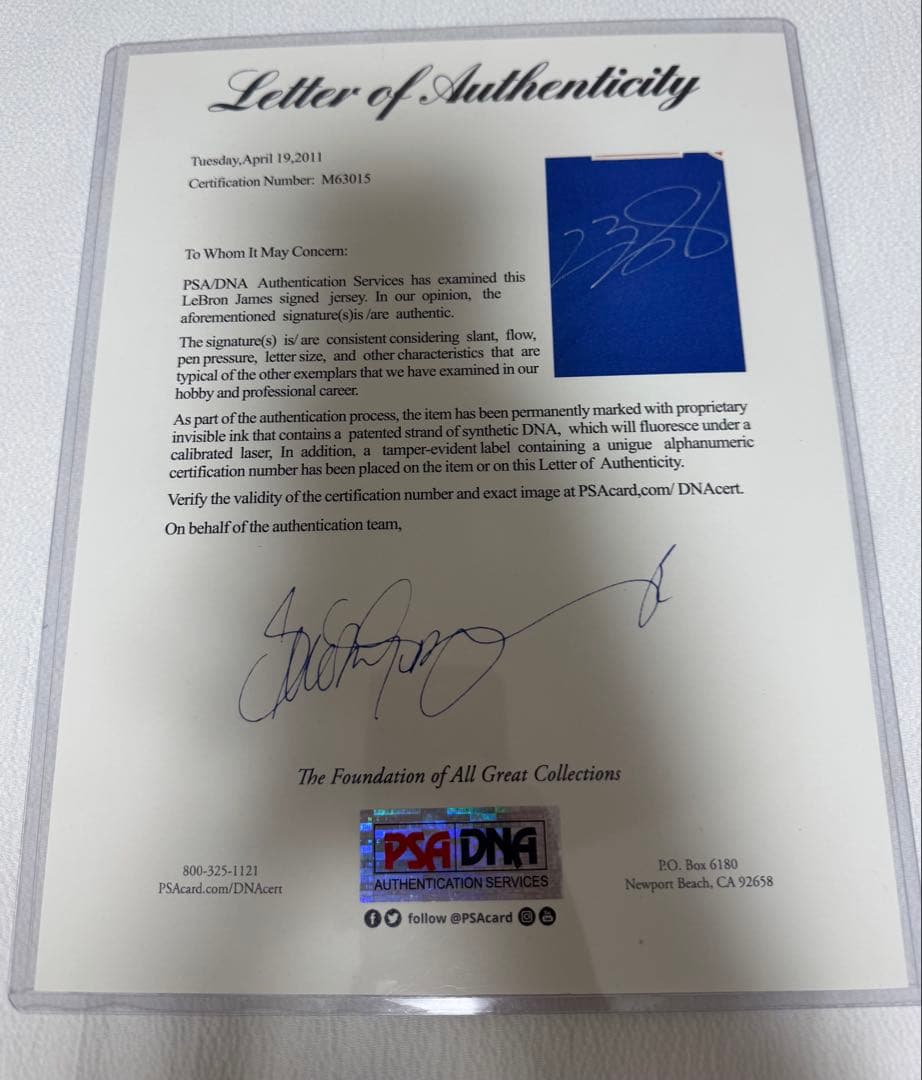 Letter of Authenticity
Tuesday,April 19,2011
Certification Number: M63015
To Whom It May Concern:
PSA/DNA Authentication Services has examined this
LeBron James signed jersey. In our opinion, the
aforementioned signature(s)is /are authentic.
The signature(s) is/ are consistent considering slant, flow,
pen pressure, letter size, and other characteristics that are
typical of the other exemplars that we have examined in our
hobby and professional career.
As part of the authentication process, the item has been permanently marked with proprietary
invisible ink that contains a patented strand of synthetic DNA, which will fluoresce under a
calibrated laser, In addition, a tamper-evident label containing a unigue alphanumeric
certification number has been placed on the item or on this Letter of Authenticity.
Verify the validity of the certification number and exact image at PSAcard,com/ DNAcert.
On behalf of the authentication team,
The Foundation of All Great Collections
PSA DNA
AUTHENTICATION SERVICES
800-325-1121
PSAcard.com/DNAcert
P.O. Box 6180
Newport Beach, CA 92658
follow @PSAcard